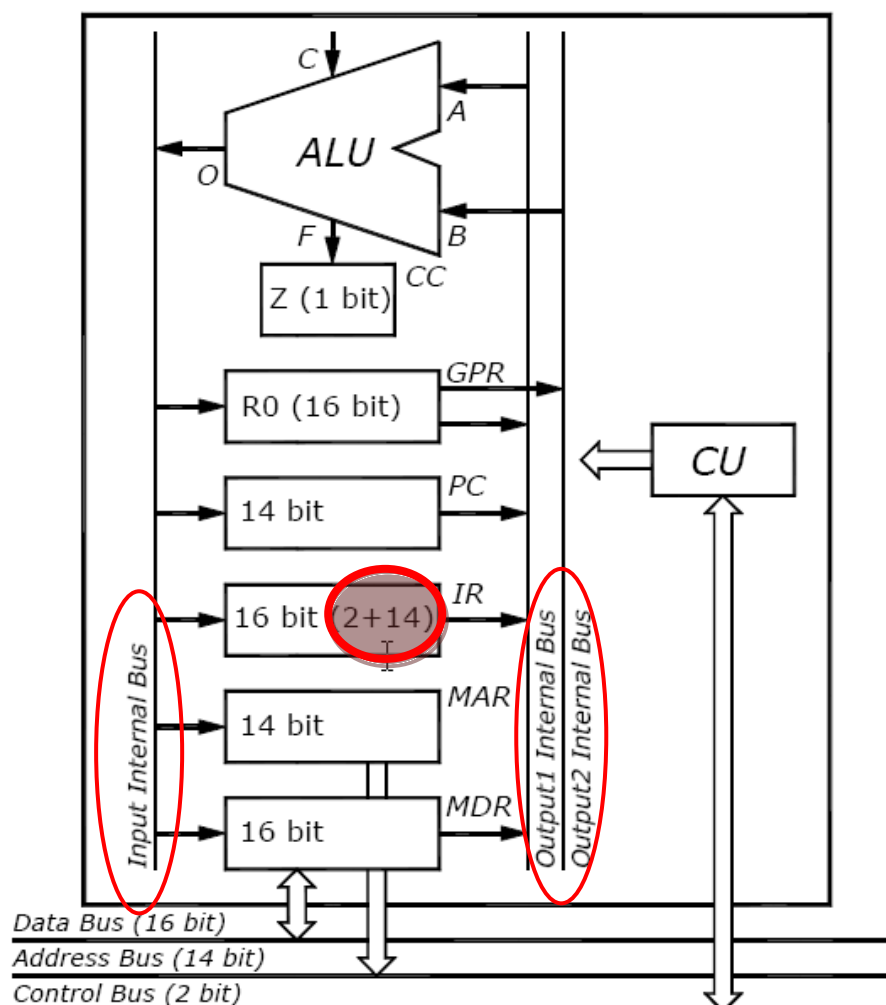 C
A
ALU
O
F
B
CC
Z (1 bit)
GPR
R0 (16 bit)
CU
PC
14 bit
IR
16 bit (2+14)
MAR
14 bit
MDR
16 bit
Input Internal Bus
Output1 Internal Bus
Output2 Internal Bus
Data Bus (16 bit)
Address Bus (14 bit)
Control Bus (2 bit)